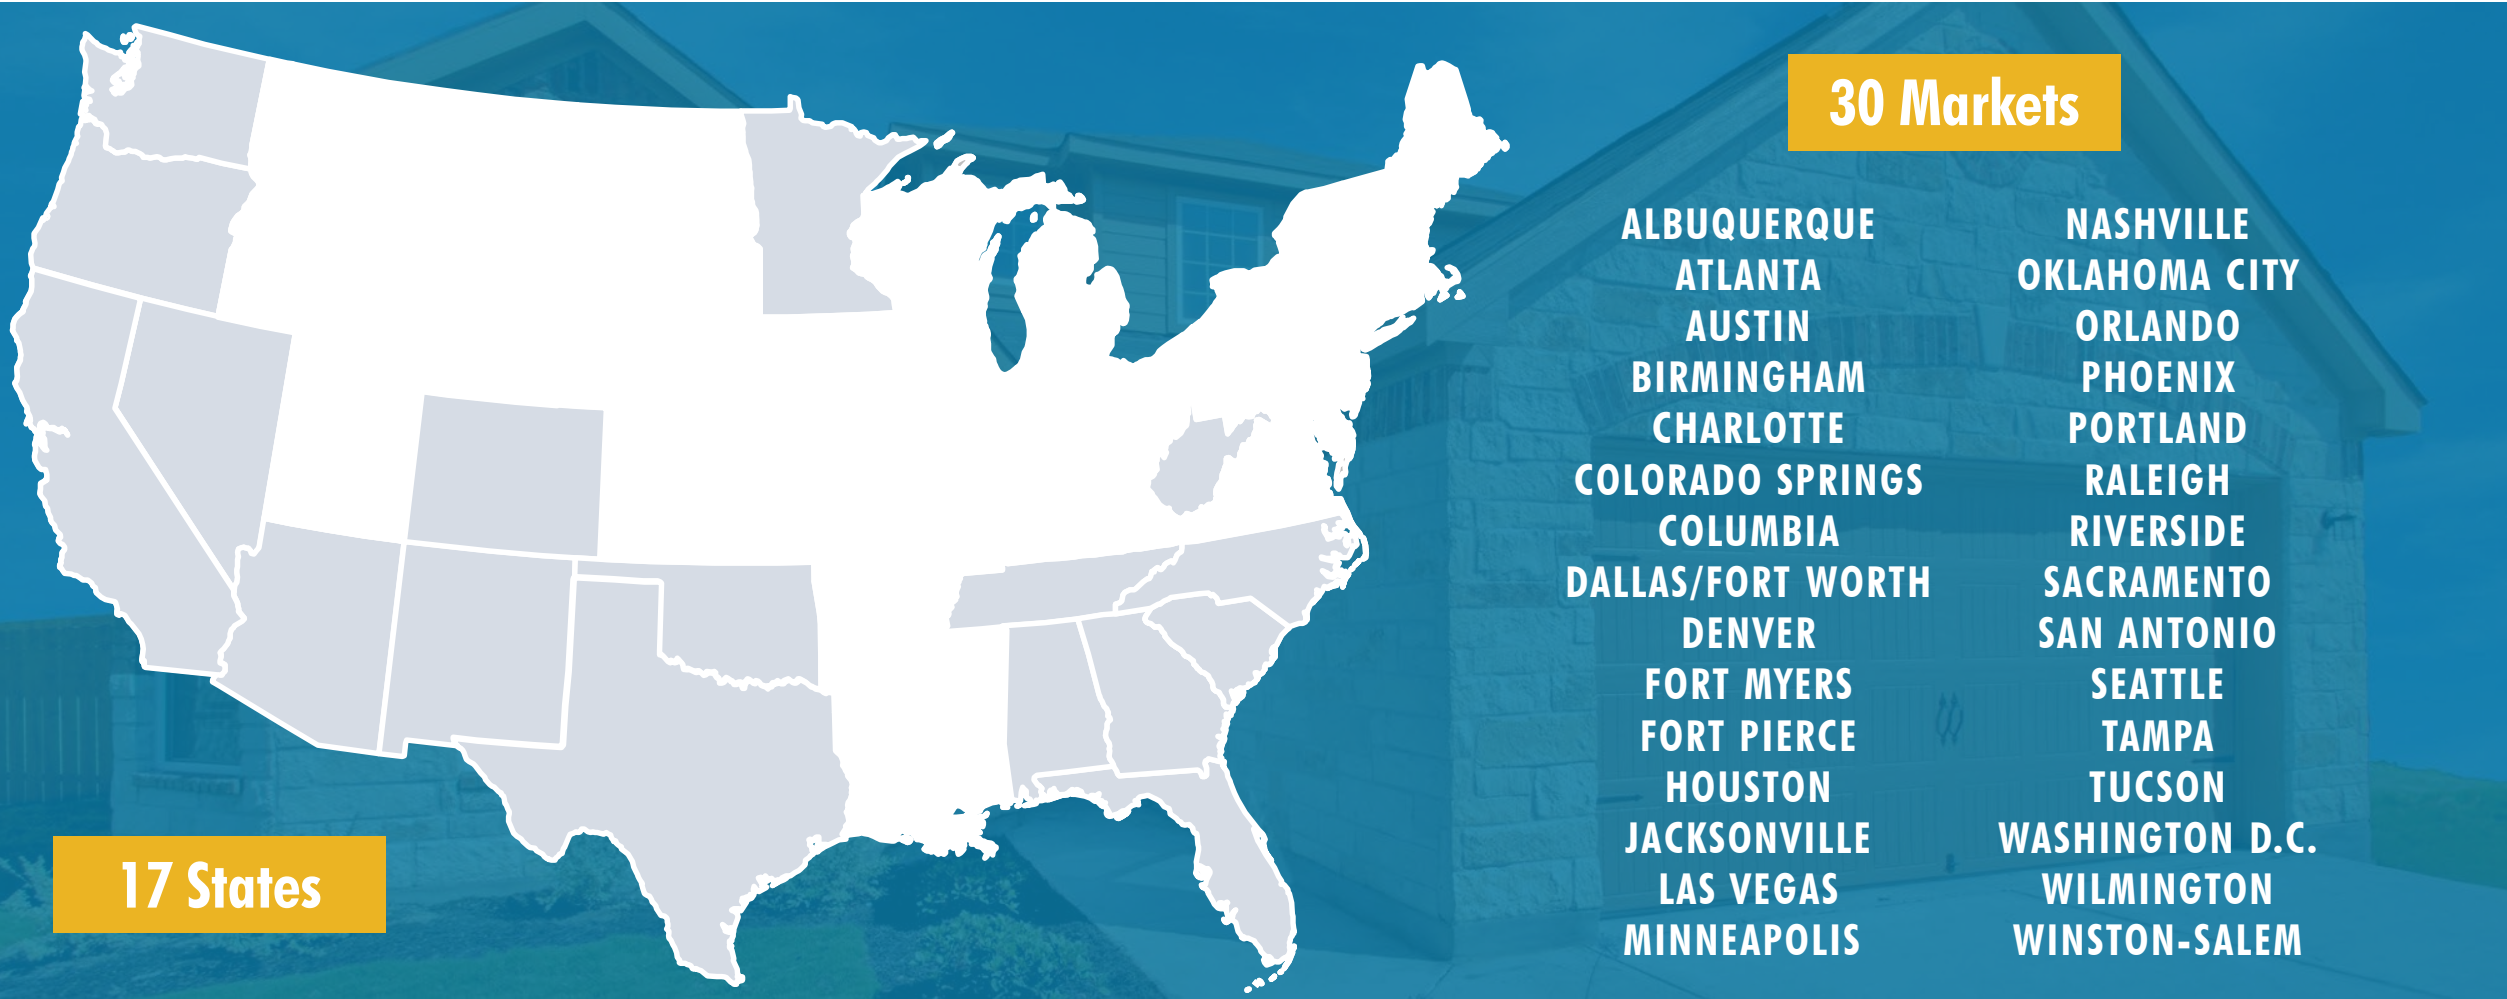 30 Markets
ALBUQUERQUE
ATLANTA
AUSTIN
BIRMINGHAM
CHARLOTTE
COLORADO SPRINGS
COLUMBIA
DALLAS/FORT WORTH
DENVER
FORT MYERS
FORT PIERCE
HOUSTON
JACKSONVILLE
LAS VEGAS
MINNEAPOLIS
NASHVILLE
OKLAHOMA CITY
ORLANDO
PHOENIX
PORTLAND
RALEIGH
RIVERSIDE
SACRAMENTO
SAN ANTONIO
SEATTLE
TAMPA
TUCSON
WASHINGTON D.C.
WILMINGTON
WINSTON-SALEM
17 States